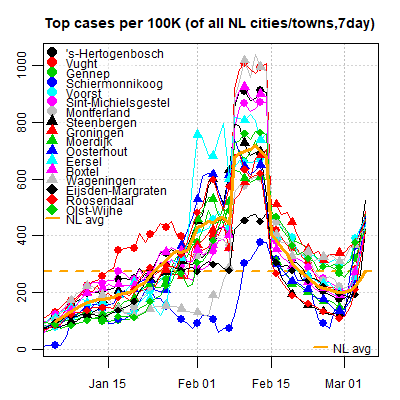 Top cases per 100K (of all NL cities/towns,7day)
1000
800
600
400
200
0
's-Hertogenbosch
Vught
Gennep
Schiermonnikoog
Voorst
Sint-Michielsgestel
Montferland
Steenbergen
Groningen
Moerdijk
Oosterhout
Eersel
Boxtel
Wageningen
Eijsden-Margraten
Roosendaal
Olst-Wijhe
NL avg
NL avg
Jan 15
Feb 01
Feb 15
Mar 01